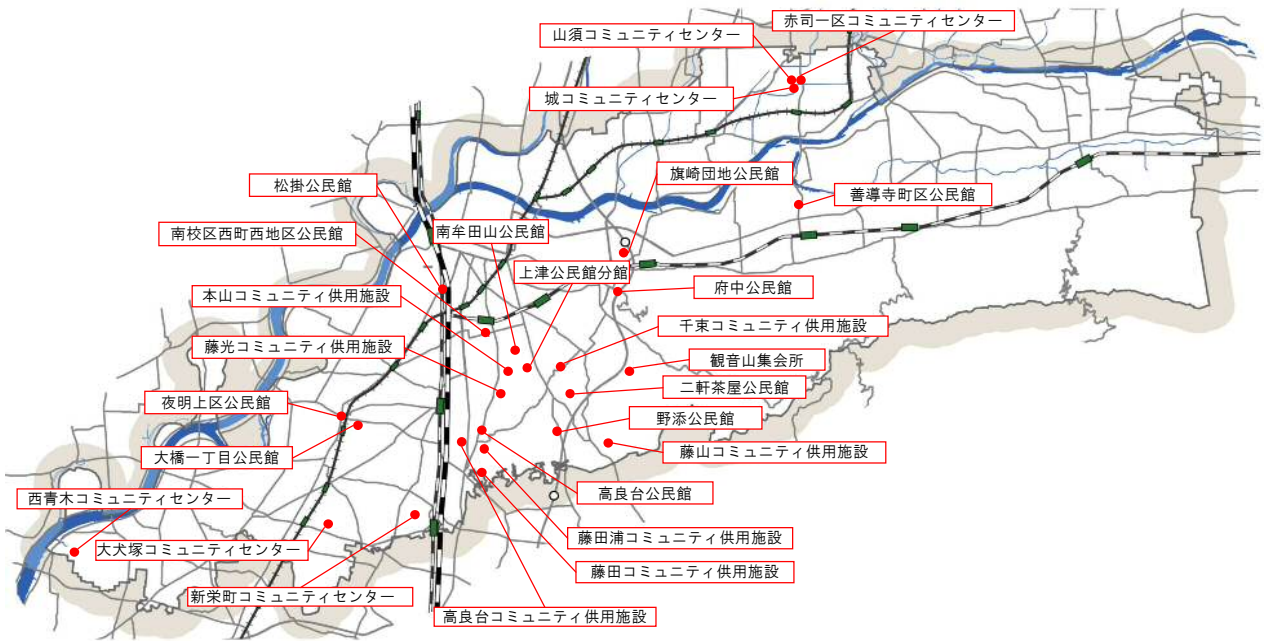 赤司一区コミュニティセンター
山須コミュニティセンター
城コミュニティセンター
旗崎団地公民館
松掛公民館
善導寺町区公民館
南校区西町西地区公民館
南牟田山公民館
上津公民館分館
府中公民館
本山コミュニティ供用施設
千束コミュニティ供用施設
藤光コミュニティ供用施設
観音山集会所
二軒茶屋公民館
夜明上区公民館
野添公民館
大橋一丁目公民館
藤山コミュニティ供用施設
高良台公民館
西青木コミュニティセンター
藤田浦コミュニティ供用施設
大犬塚コミュニティセンター
藤田コミュニティ供用施設
新栄町コミュニティセンター
高良台コミュニティ供用施設